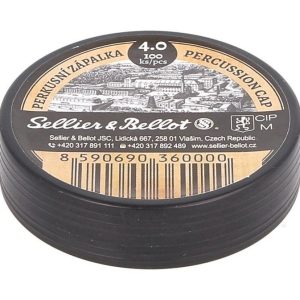 PERKUSNÍ ZÁPALKA
4.0
100
ks/pcs
PERCUSSION CAP
Sellier & Bellot
S&B
CIP
M
Sellier & Bellot JSC, Lidická 667, 258 01 Vlašim, Czech Republic
+420 317 891 111 +420 317 892 489 www.sellier-bellot.cz
8 590690 360000